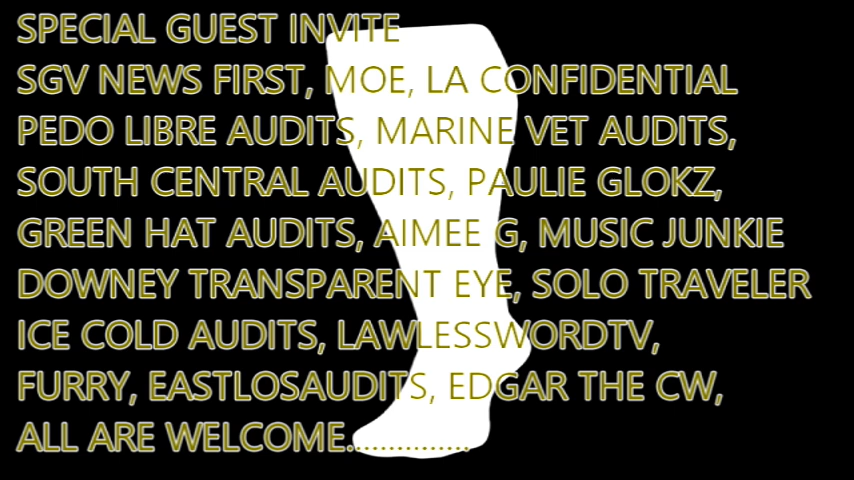 SPECIAL GUEST INVITE
SGV NEWS FIRST, MOE, LA CONFIDENTIAL
PEDO LIBRE AUDITS, MARINE VET AUDITS,
SOUTH CENTRAL AUDITS, PAULIE GLOKZ,
GREEN HAT AUDITS, AIMEE G, MUSIC JUNKIE
DOWNEY TRANSPARENT EYE, SOLO TRAVELER
ICE COLD AUDITS, LAWLESSWORDTV,
FURRY, EASTLOSAUDITS, EDGAR THE CW,
ALL ARE WELCOME...............